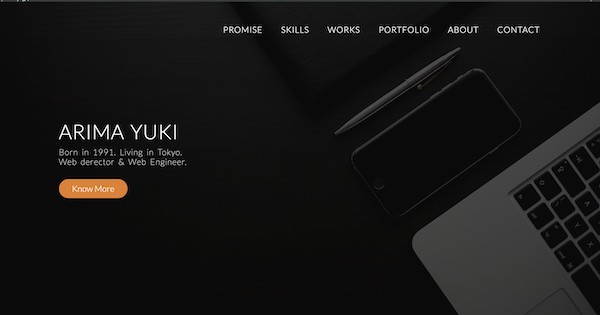 PROMISE SKILLS WORKS PORTFOLIO ABOUT CONTACT
ARIMA YUKI
Born in 1991. Living in Tokyo.
Web derector & Web Engineer.
Know More